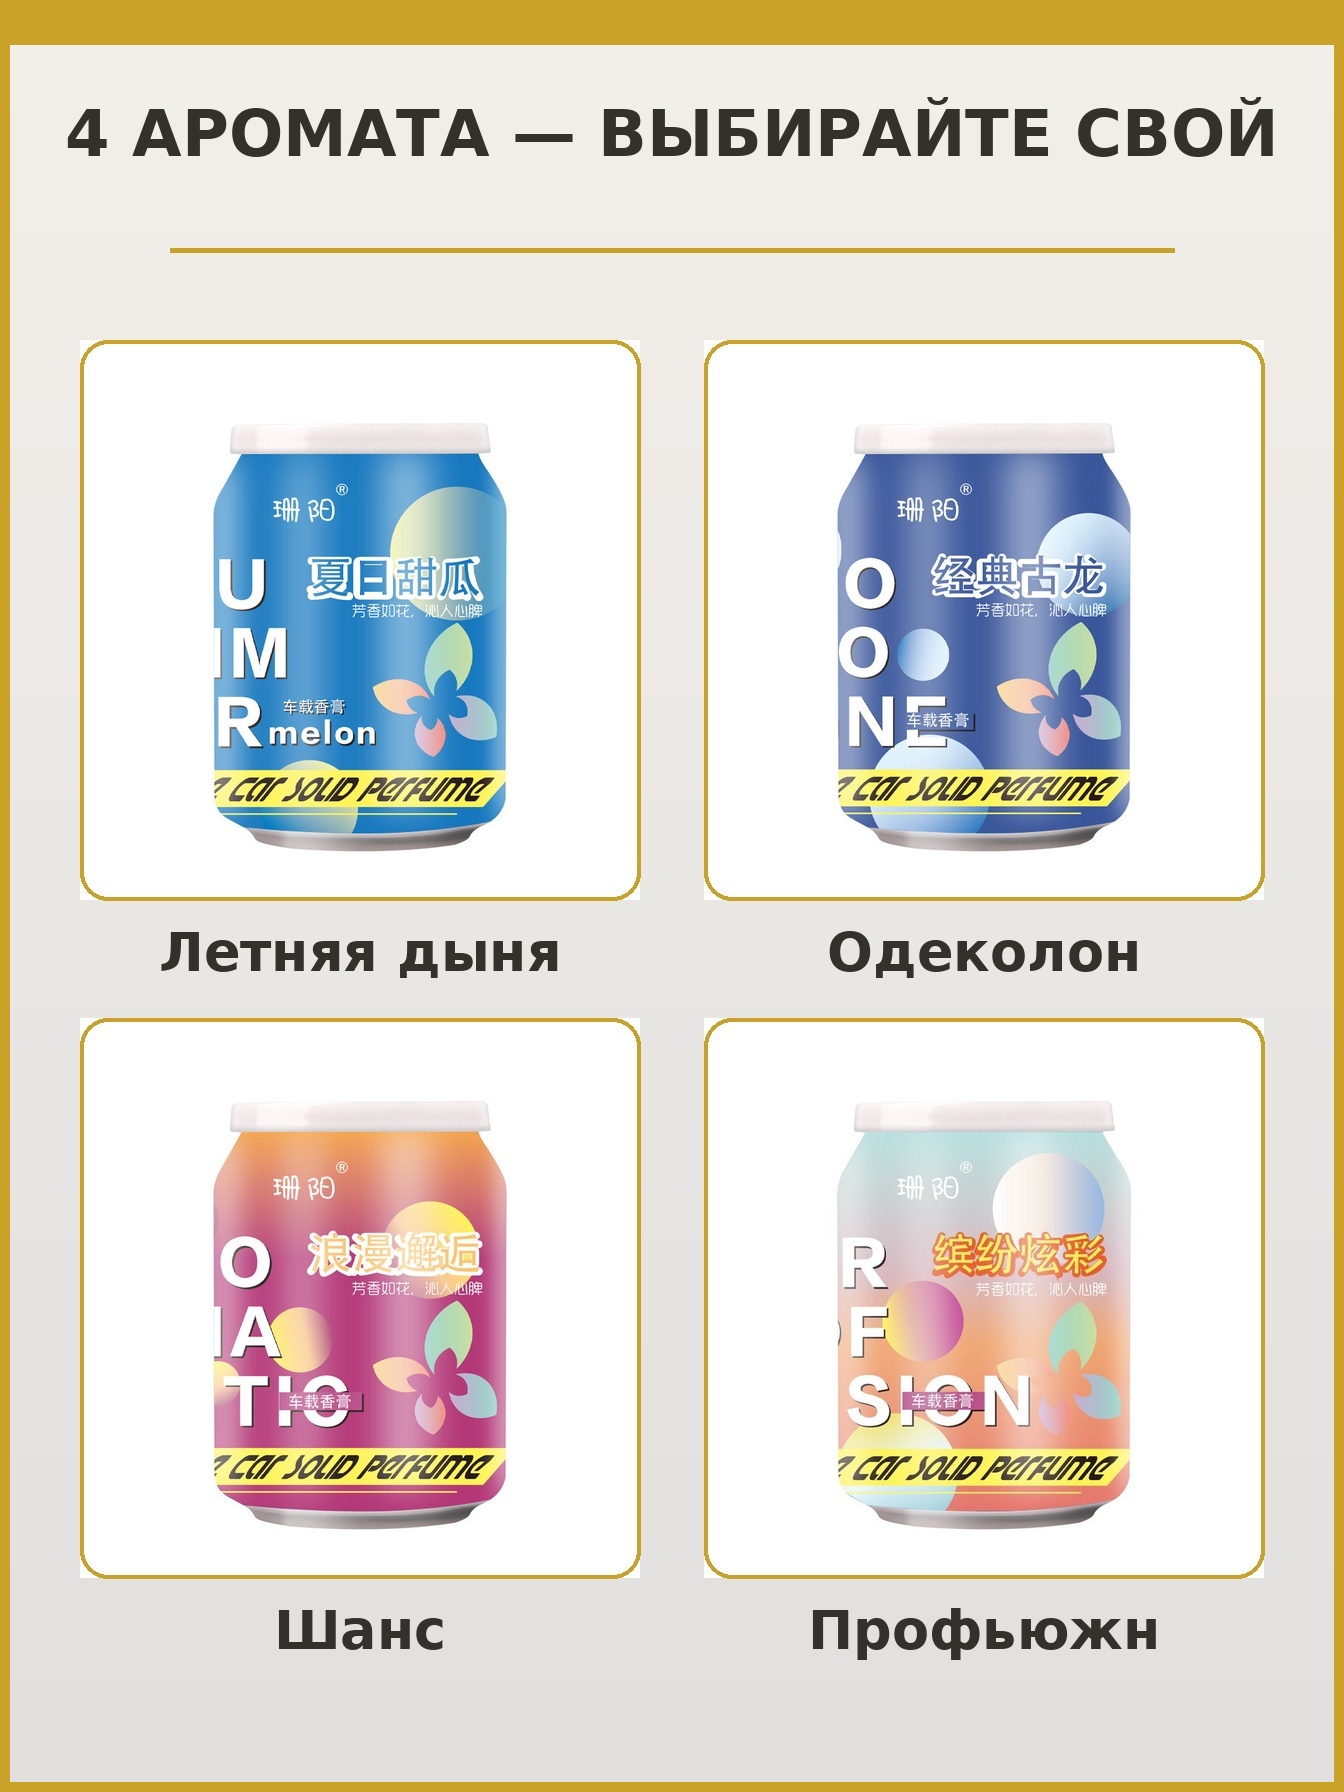 4 АРОМАТА — ВЫБИРАЙТЕ СВОЙ
珊阳®
U
夏日甜瓜
芳香如花，沁人心脾
M
车载香膏
R melon
CAR SOLID PERFUME
珊阳®
O
经典古龙
芳香如花，沁人心脾
O
NE
车载香膏
CAR SOLID PERFUME
Летняя дыня
Одеколон
珊阳®
O
浪漫邂逅
芳香如花，沁人心脾
A
TIC
车载香膏
CAR SOLID PERFUME
珊阳®
R
缤纷炫彩
芳香如花，沁人心脾
F
SION
车载香膏
CAR SOLID PERFUME
Шанс
Профьюжн